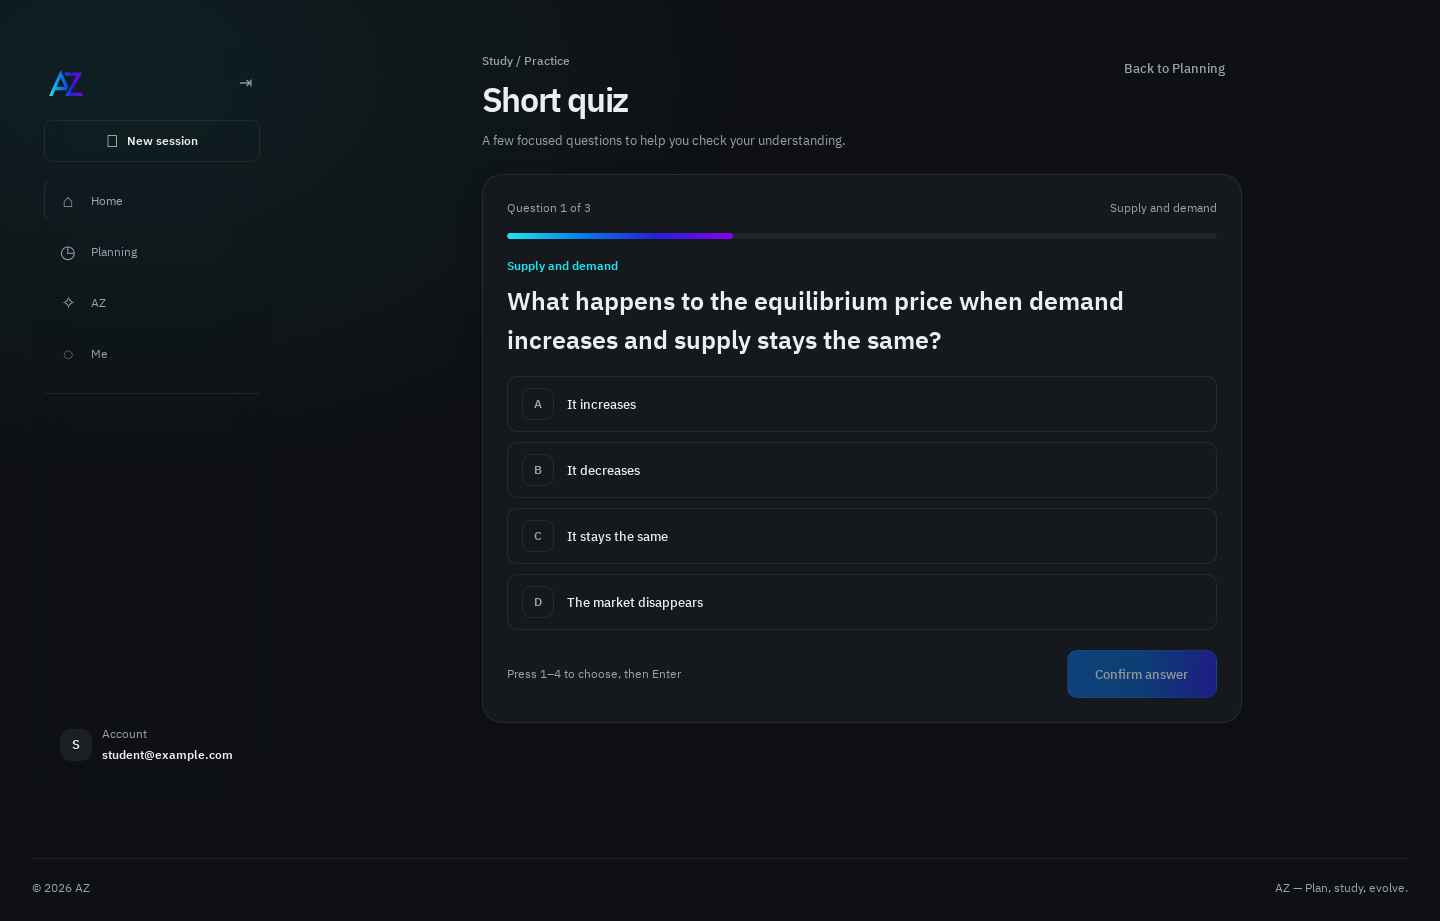 AZ
New session
Home
Planning
AZ
Me
Account
S
student@example.com
Study / Practice
Back to Planning
Short quiz
A few focused questions to help you check your understanding.
Question 1 of 3
Supply and demand
Supply and demand
What happens to the equilibrium price when demand
increases and supply stays the same?
A It increases
B It decreases
C It stays the same
D The market disappears
Press 1–4 to choose, then Enter
Confirm answer
© 2026 AZ
AZ — Plan, study, evolve.